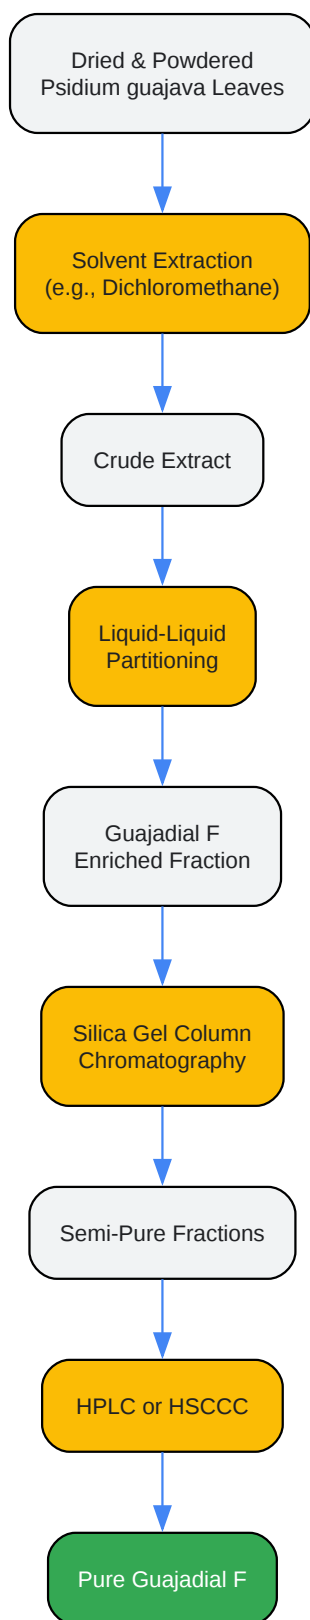 Dried & Powdered
Psidium guajava Leaves
Solvent Extraction
(e.g., Dichloromethane)
Crude Extract
Liquid-Liquid
Partitioning
Guajadial F
Enriched Fraction
Silica Gel Column
Chromatography
Semi-Pure Fractions
HPLC or HSCCC
Pure Guajadial F